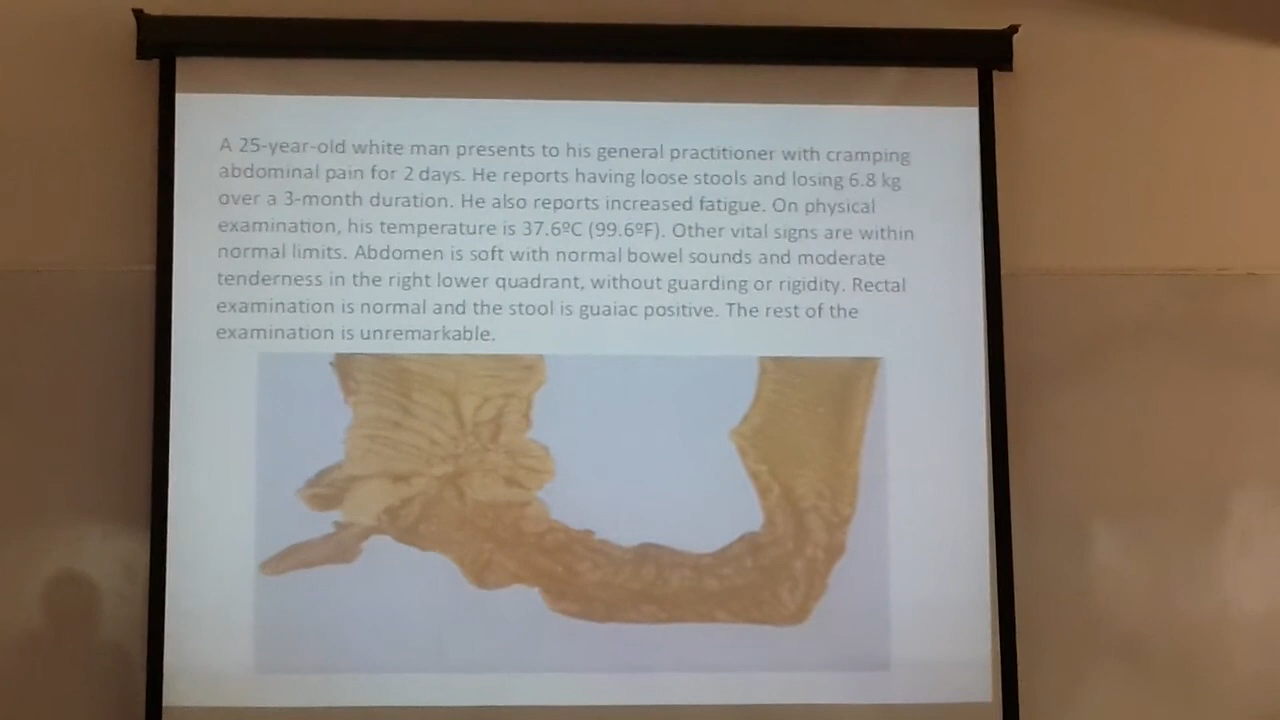 A 25-year-old white man presents to his general practitioner with cramping
abdominal pain for 2 days. He reports having loose stools and losing 6.8 kg
over a 3-month duration. He also reports increased fatigue. On physical
examination, his temperature is 37.6ºC (99.6ºF). Other vital signs are within
normal limits. Abdomen is soft with normal bowel sounds and moderate
tenderness in the right lower quadrant, without guarding or rigidity. Rectal
examination is normal and the stool is guaiac positive. The rest of the
examination is unremarkable.